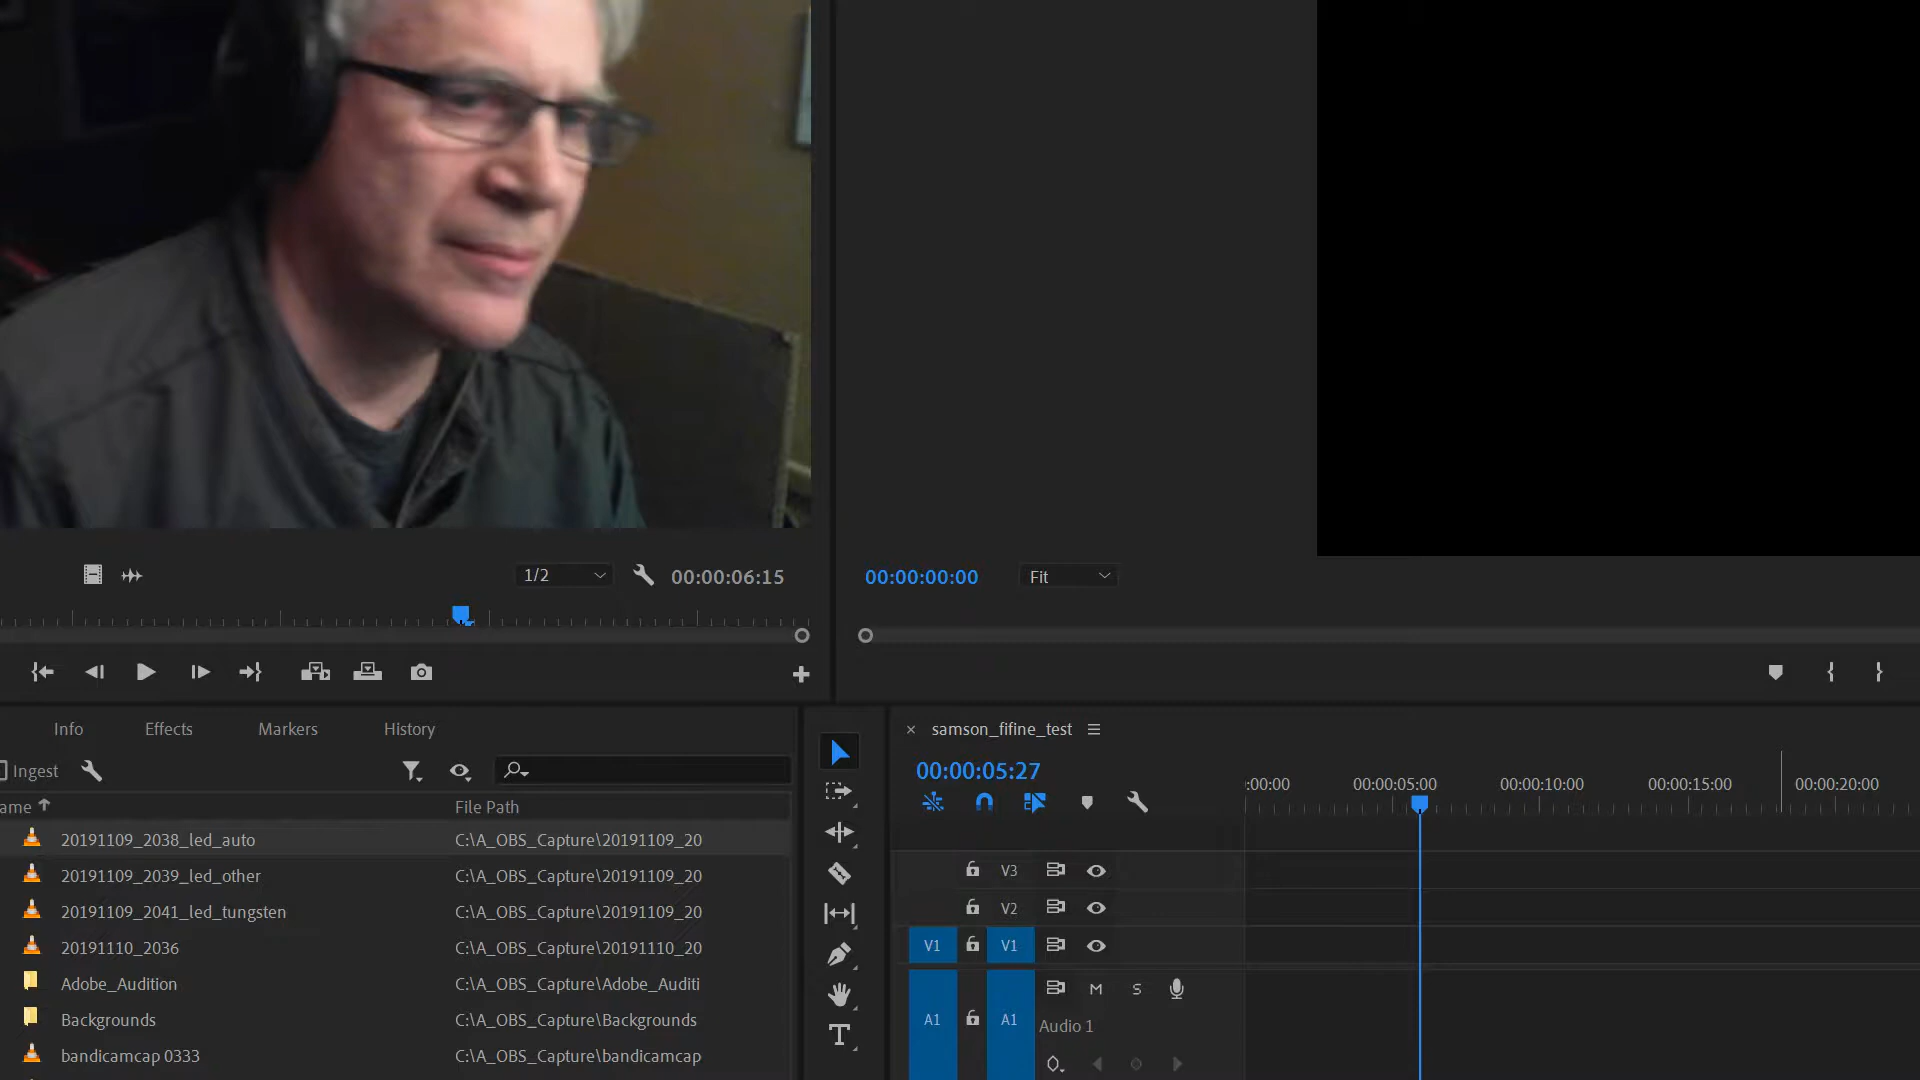 1/2
00:00:06:15
00:00:00:00
Fit
Info
Effects
Markers
History
Ingest
ame
File Path
20191109_2038_led_auto
C:\A_OBS_Capture\20191109_20
20191109_2039_led_other
C:\A_OBS_Capture\20191109_20
20191109_2041_led_tungsten
C:\A_OBS_Capture\20191109_20
20191110_2036
C:\A_OBS_Capture\20191110_20
Adobe_Audition
C:\A_OBS_Capture\Adobe_Auditi
Backgrounds
C:\A_OBS_Capture\Backgrounds
bandicamcap 0333
C:\A_OBS_Capture\bandicamcap
samson_fifine_test
00:00:05:27
:00:00
00:00:05:00
00:00:10:00
00:00:15:00
00:00:20:00
V3
V2
V1
V1
M
S
A1
A1
Audio 1